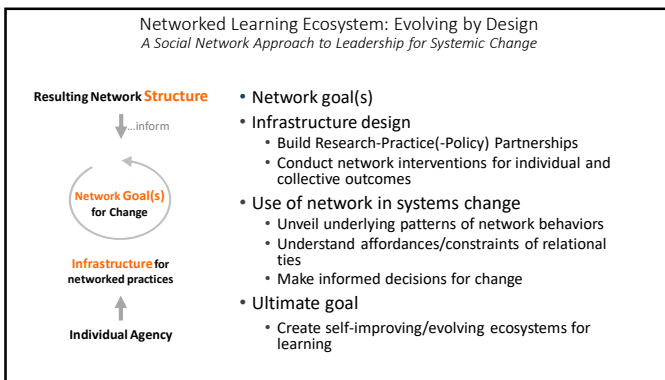 Networked Learning Ecosystem: Evolving by Design
A Social Network Approach to Leadership for Systemic Change
Resulting Network Structure
...inform
Network Goal(s)
for Change
Infrastructure for
networked practices
Individual Agency
• Network goal(s)
• Infrastructure design
• Build Research-Practice(-Policy) Partnerships
• Conduct network interventions for individual and
collective outcomes
• Use of network in systems change
• Unveil underlying patterns of network behaviors
• Understand affordances/constraints of relational
ties
• Make informed decisions for change
• Ultimate goal
• Create self-improving/evolving ecosystems for
learning